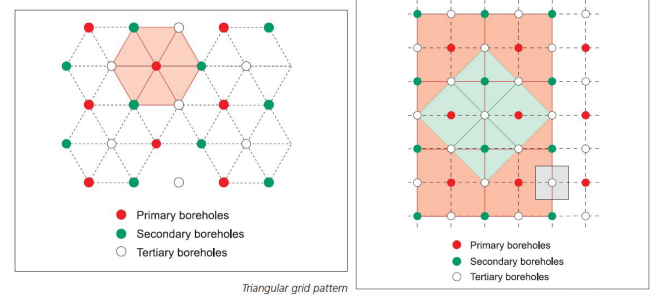 Primary boreholes
Secondary boreholes
Tertiary boreholes
Triangular grid pattern
Primary boreholes
Secondary boreholes
Tertiary boreholes